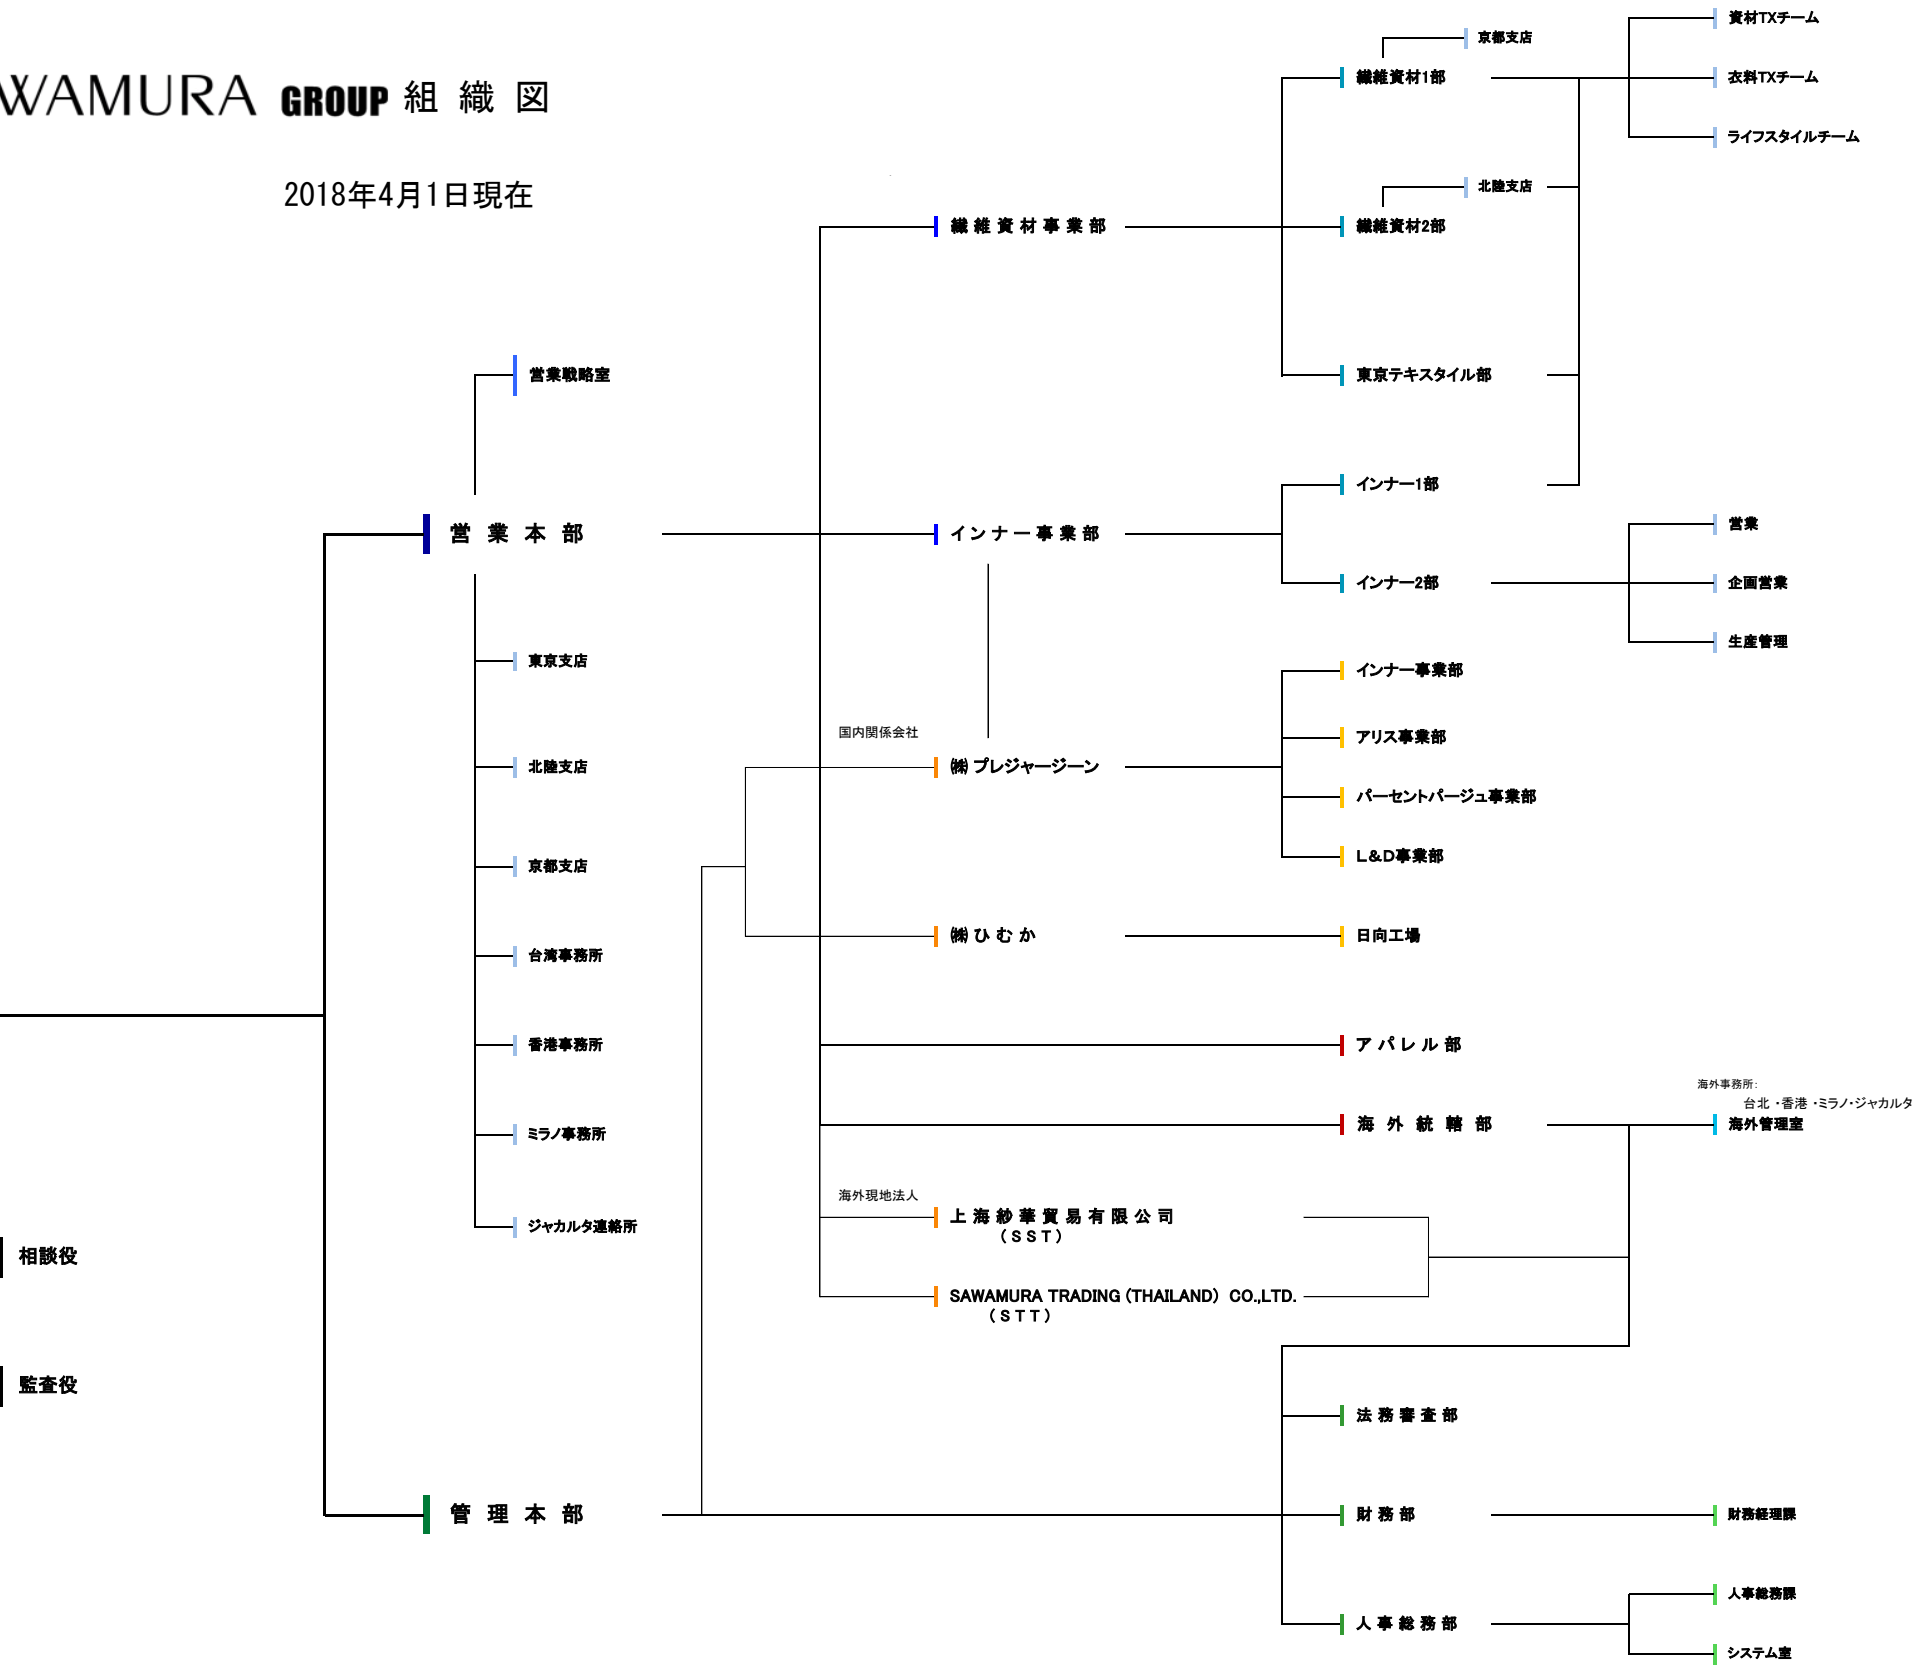 WAMURA GROUP 組織図
2018年4月1日現在
資材TXチーム
京都支店
繊維資材1部
衣料TXチーム
ライフスタイルチーム
北陸支店
繊維資材事業部
繊維資材2部
営業戦略室
東京テキスタイル部
インナー1部
営業本部
インナー事業部
営業
インナー2部
企画営業
生産管理
東京支店
インナー事業部
国内関係会社
アリス事業部
北陸支店
㈱プレジャージーン
パーセントパージュ事業部
L&D事業部
京都支店
㈱ひむか
日向工場
台湾事務所
香港事務所
アパレル部
海外事務所:
台北・香港・ミラノ・ジャカルタ
海外統轄部
海外管理室
ミラノ事務所
海外現地法人
上海紗華貿易有限公司
(SST)
ジャカルタ連絡所
相談役
SAWAMURA TRADING (THAILAND) CO.,LTD.
(STT)
監査役
法務審査部
管理本部
財務部
財務経理課
人事総務課
人事総務部
システム室